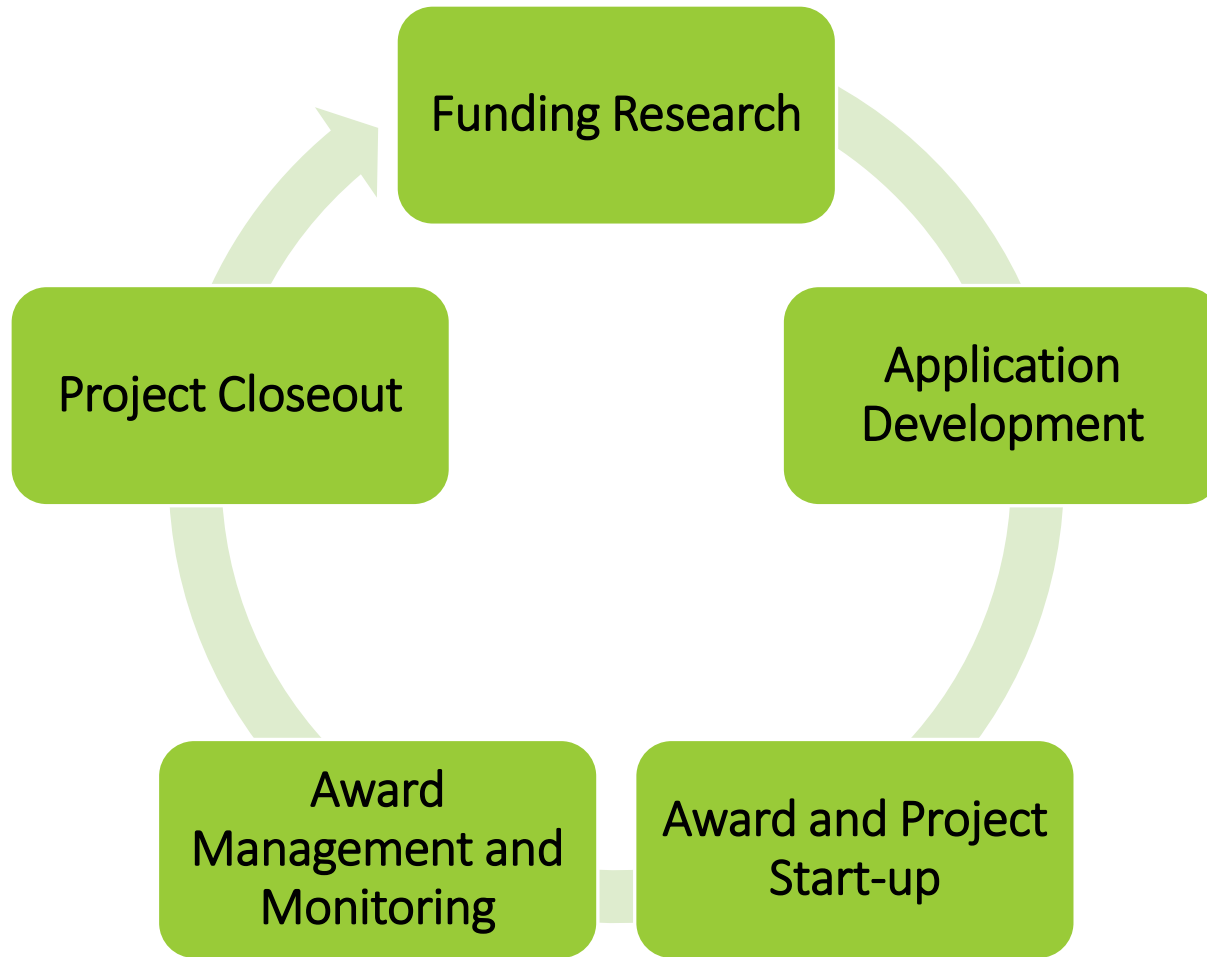 Funding Research
Application
Development
Award and Project
Start-up
Award
Management and
Monitoring
Project Closeout